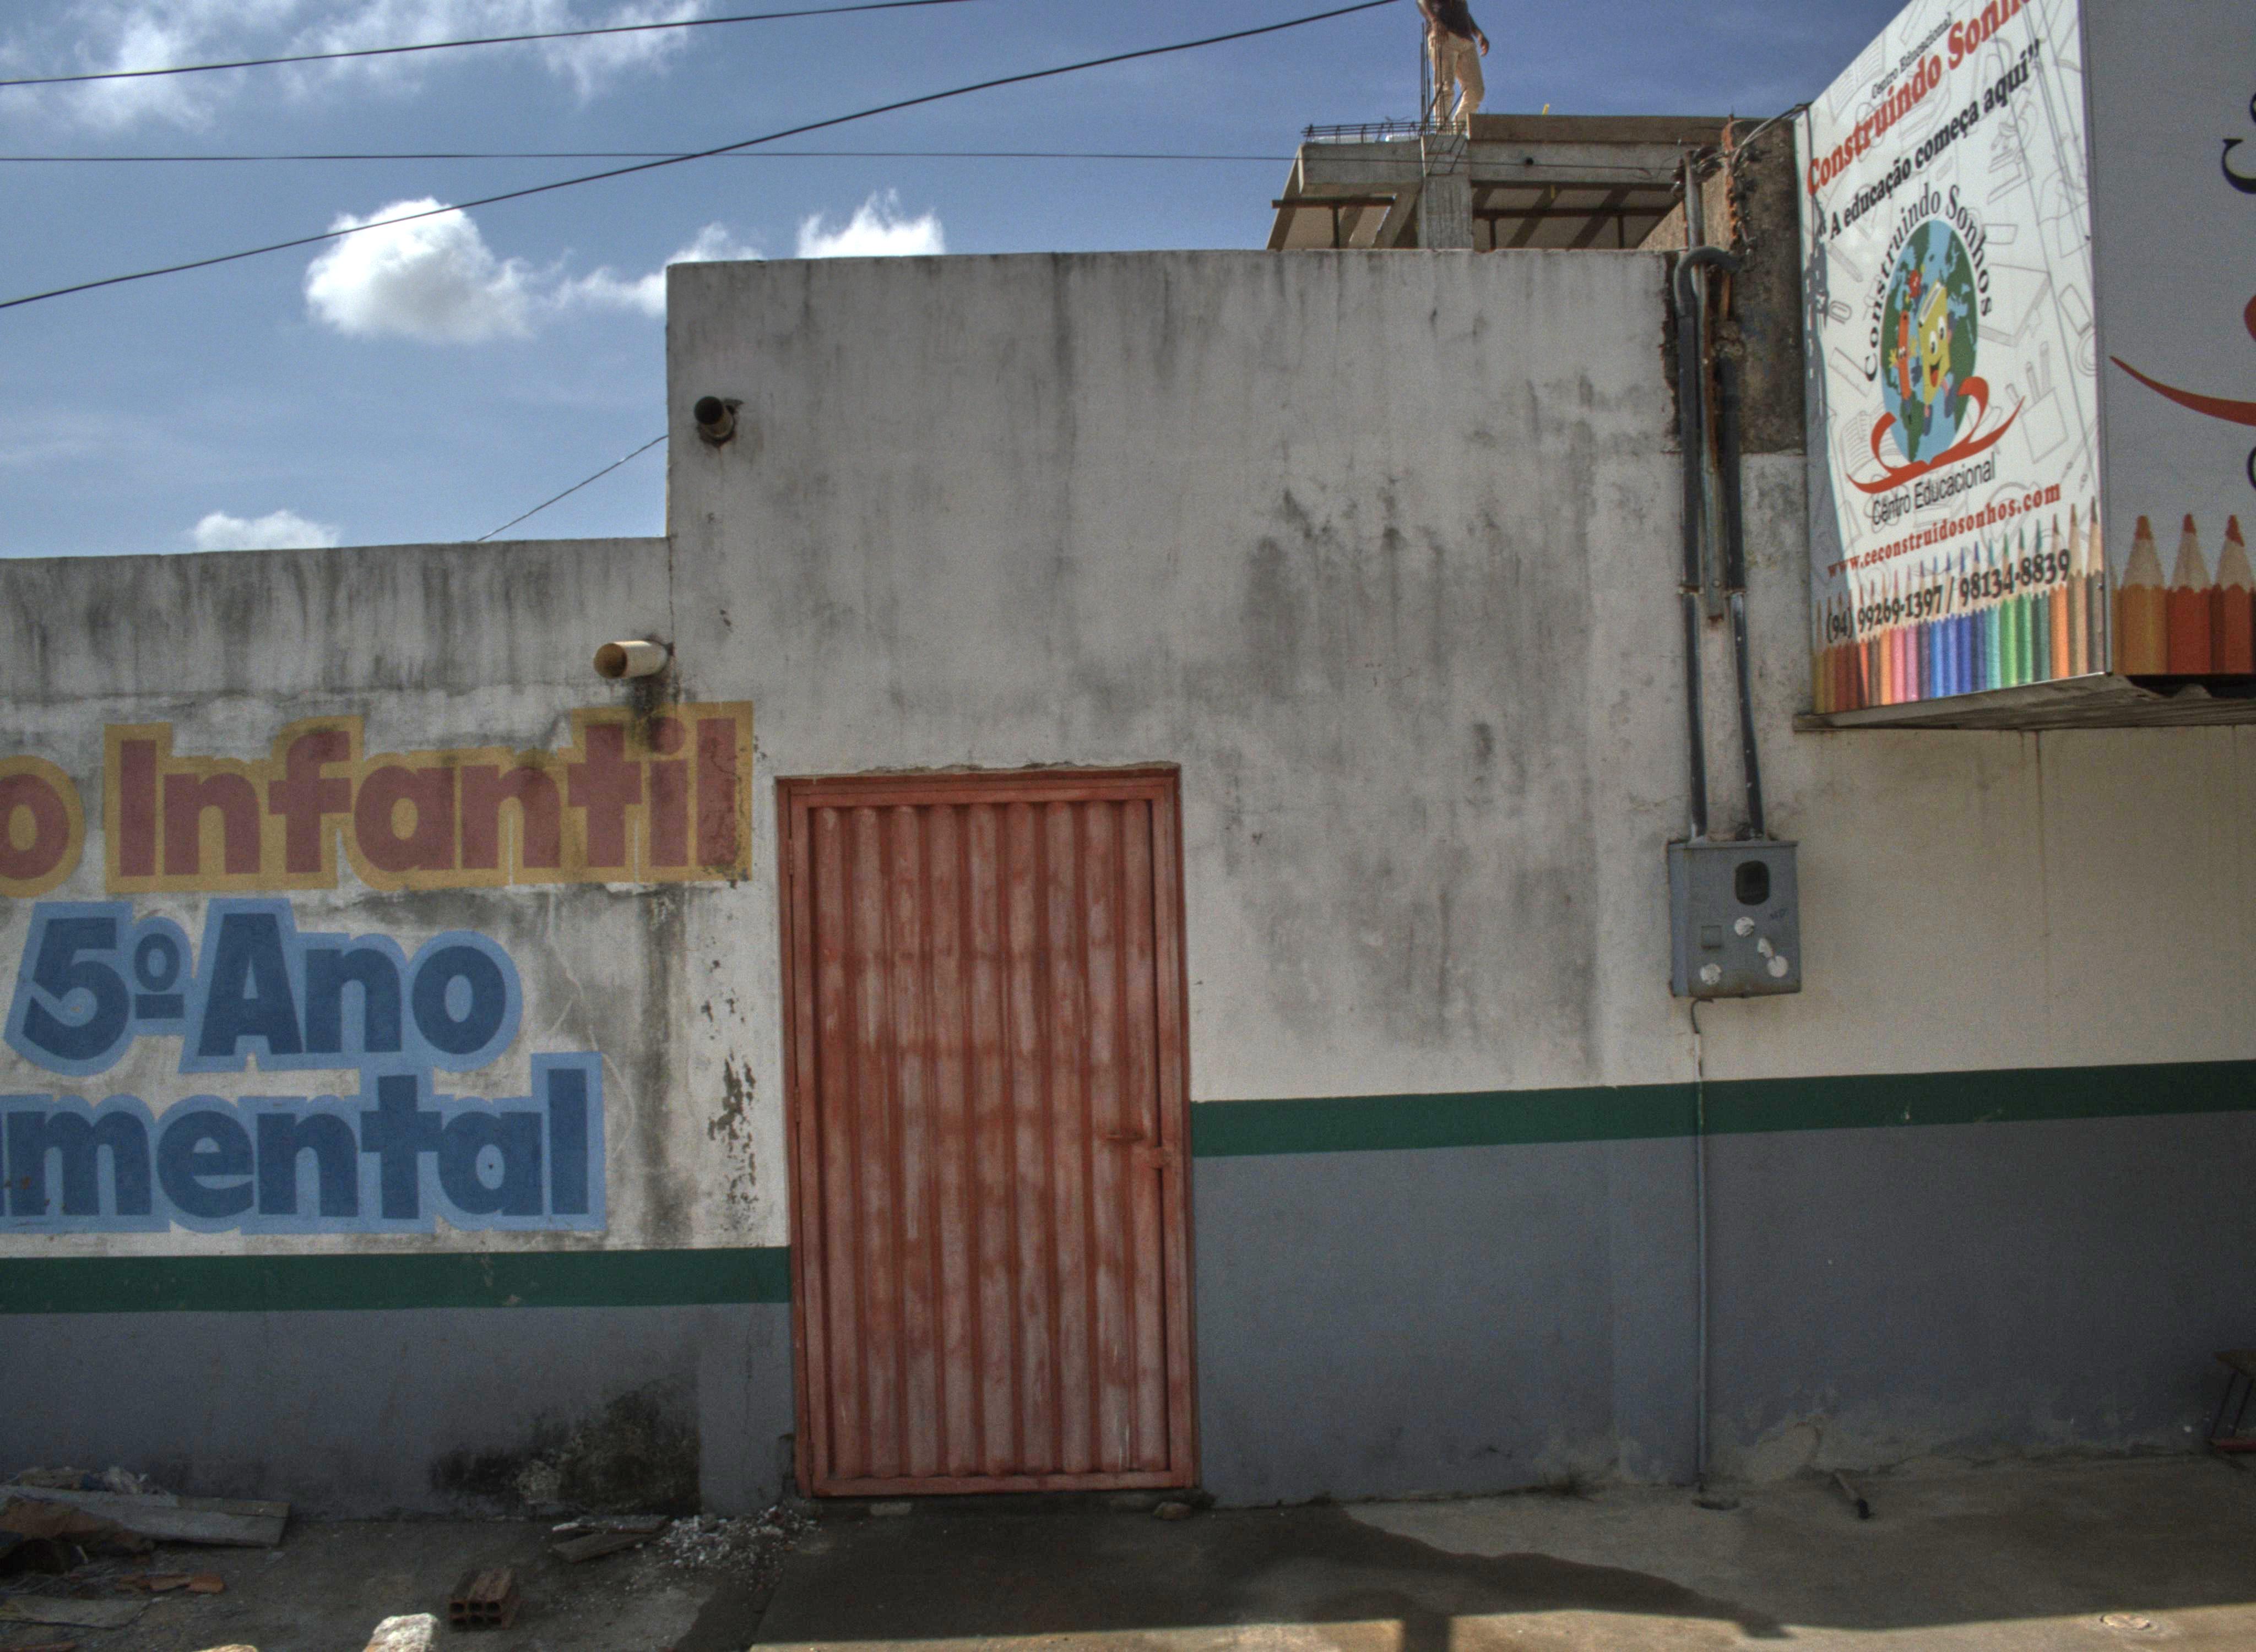 o Infantil
5º Ano
mental
Centro Educacional
Construindo Sonhos
"A educação começa aqui"
Construindo Sonhos
Centro Educacional
www.ceconstruidosonhos.com
(94) 99269-1397 / 98134-8839